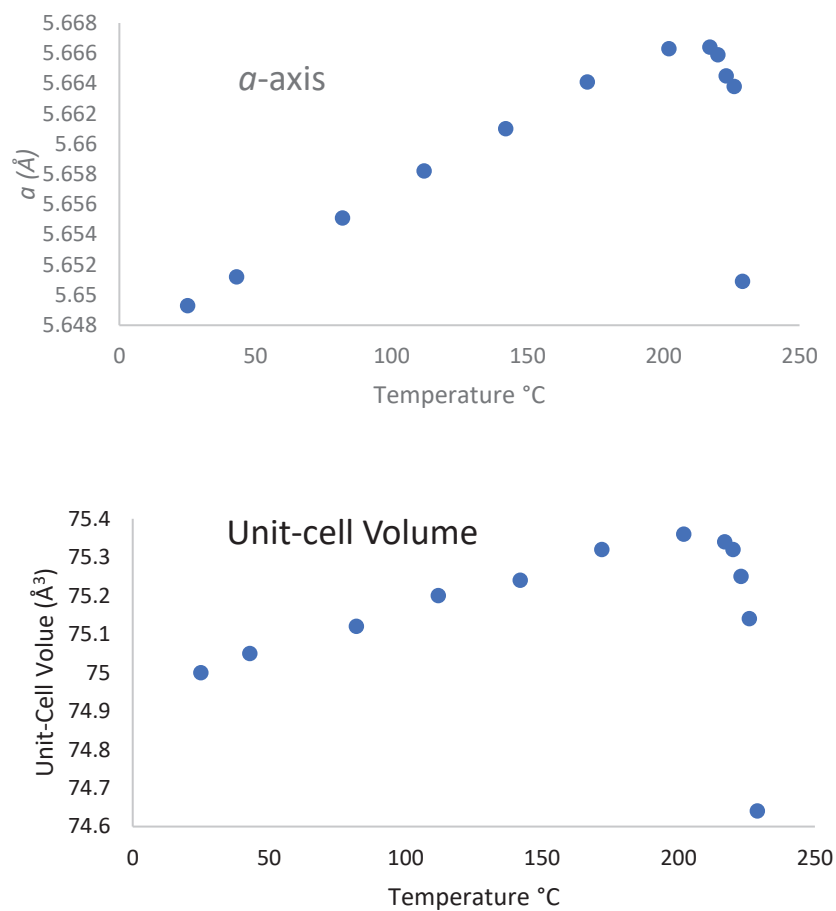 5.668
5.666
5.664
5.662
5.66
5.658
5.656
5.654
5.652
5.65
5.648
a (Å)
a-axis
0 50 100 150 200 250
Temperature °C
75.4
75.3
75.2
75.1
75
74.9
74.8
74.7
74.6
Unit-Cell Volue (Å³)
Unit-cell Volume
0 50 100 150 200 250
Temperature °C